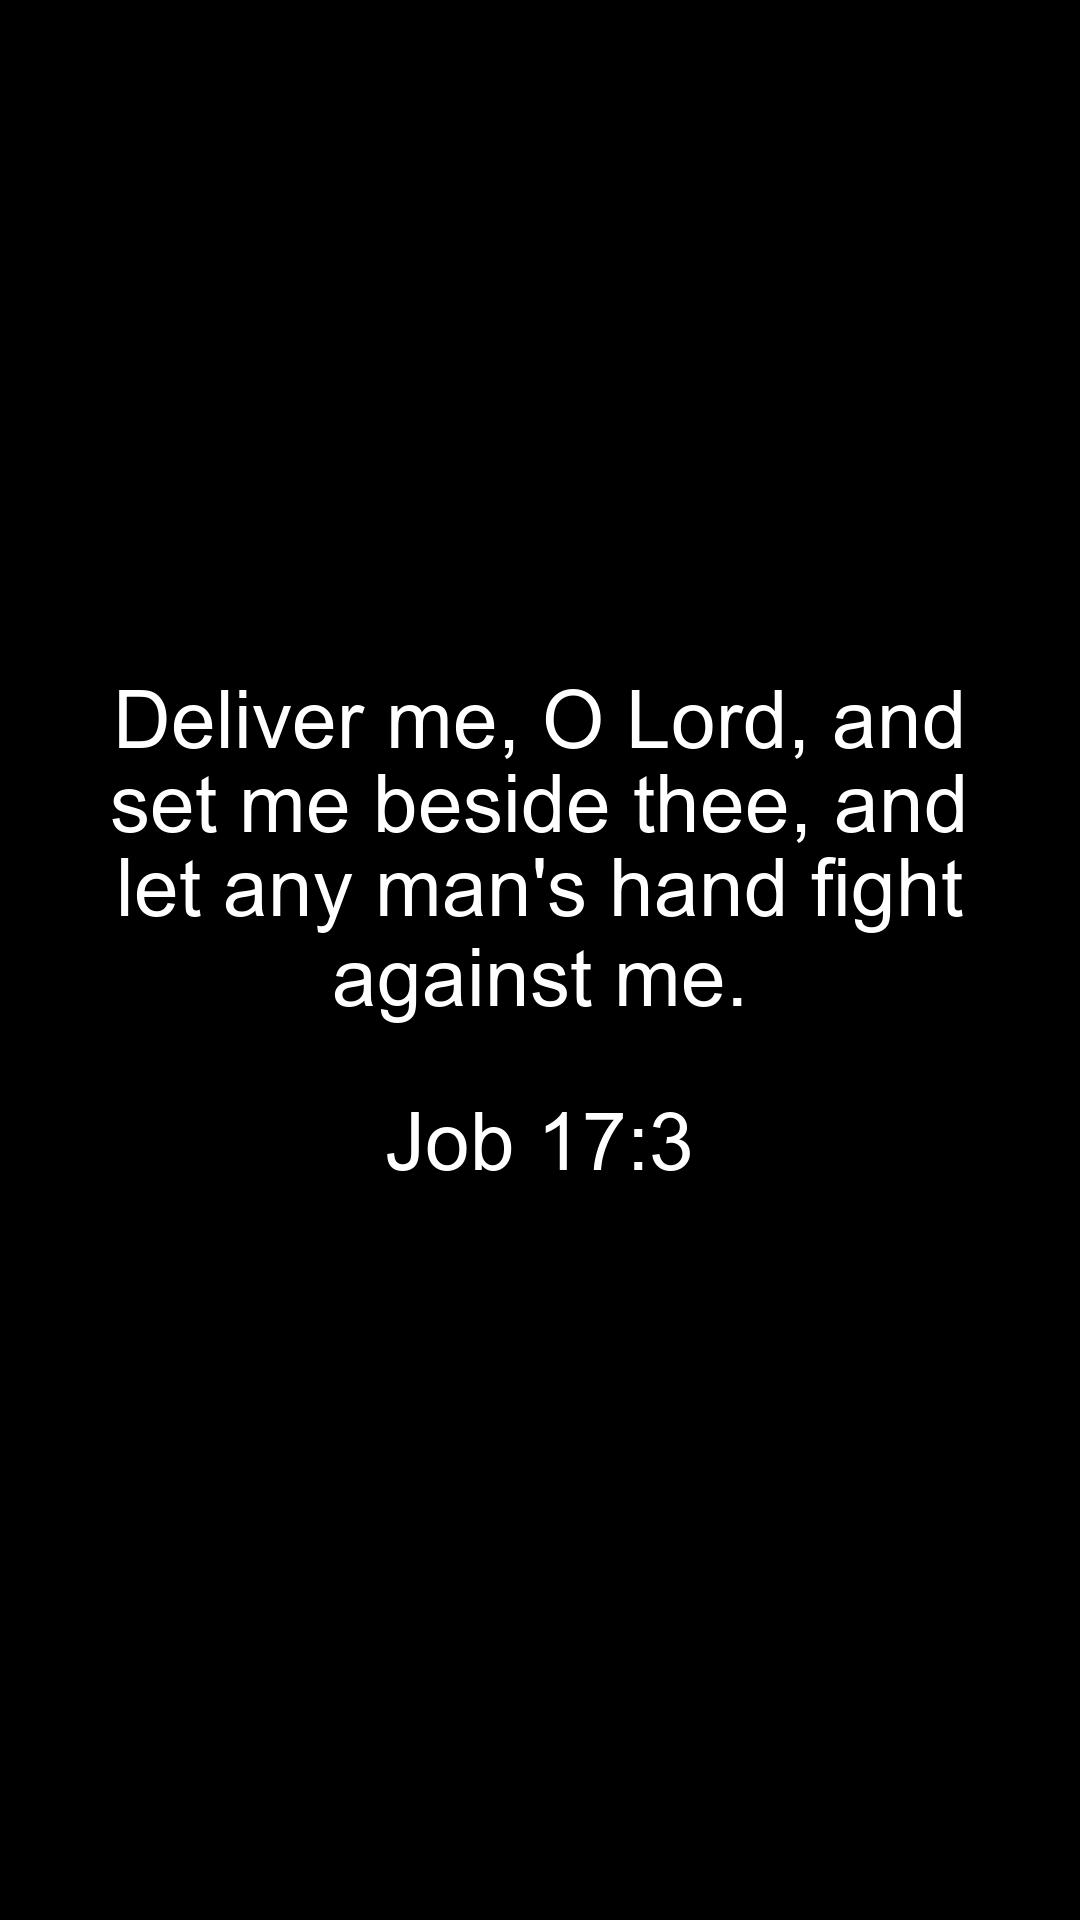 Deliver me, O Lord, and
set me beside thee, and
let any man's hand fight
against me.
Job 17:3